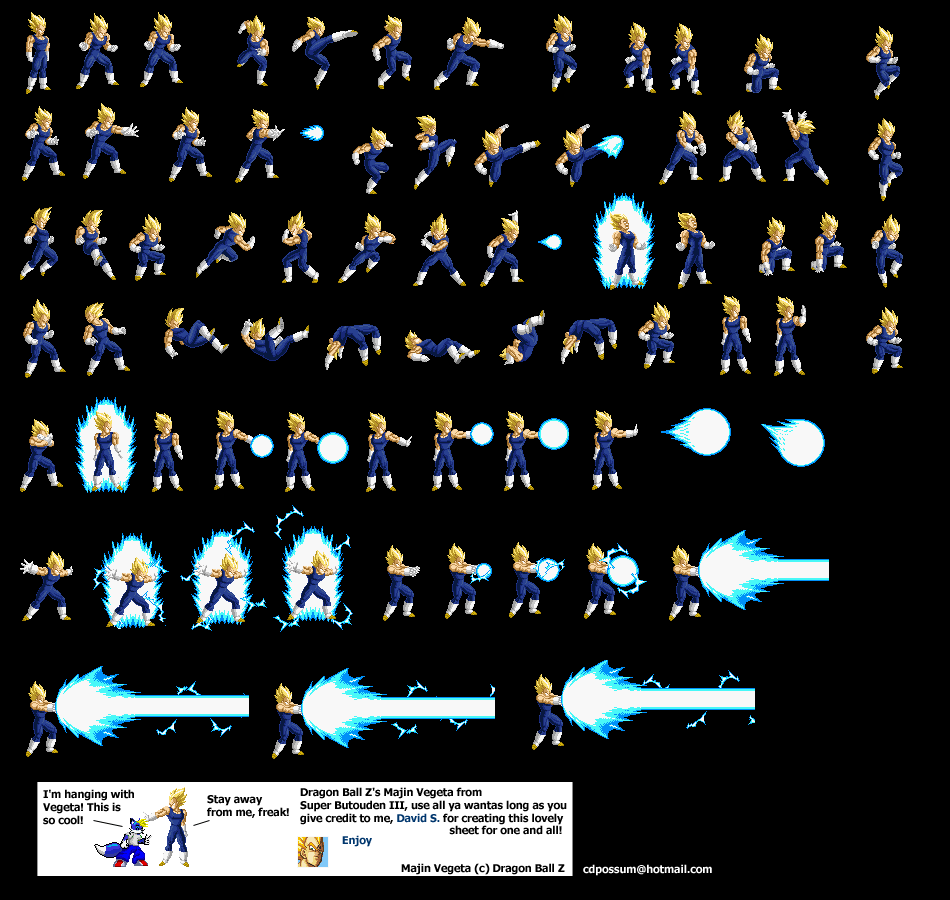 I'm hanging with
Vegeta! This is
so cool!
Stay away
from me, freak!
Dragon Ball Z's Majin Vegeta from
Super Butouden III, use all ya wantas long as you
give credit to me, David S. for creating this lovely
sheet for one and all!
Enjoy
Majin Vegeta (c) Dragon Ball Z
cdpossum@hotmail.com